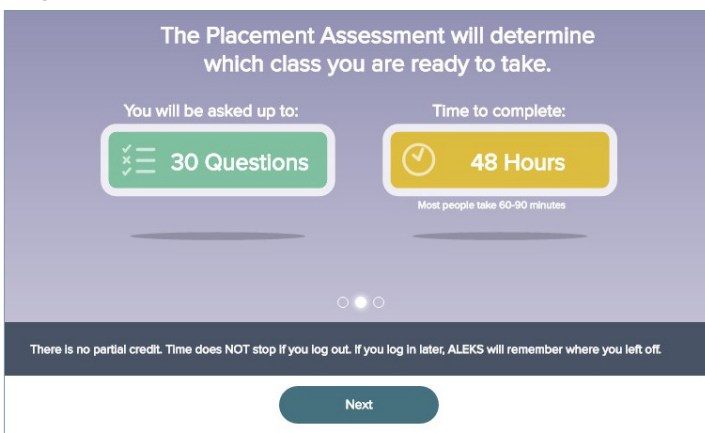 The Placement Assessment will determine
which class you are ready to take.
You will be asked up to:
30 Questions
Time to complete:
48 Hours
Most people take 60-90 minutes
There is no partial credit. Time does NOT stop if you log out. If you log in later, ALEKS will remember where you left off.
Next